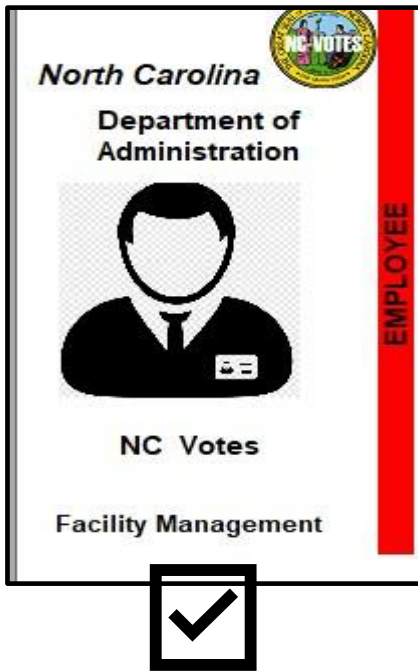 NC VOTES
North Carolina
Department of
Administration
EMPLOYEE
NC Votes
Facility Management